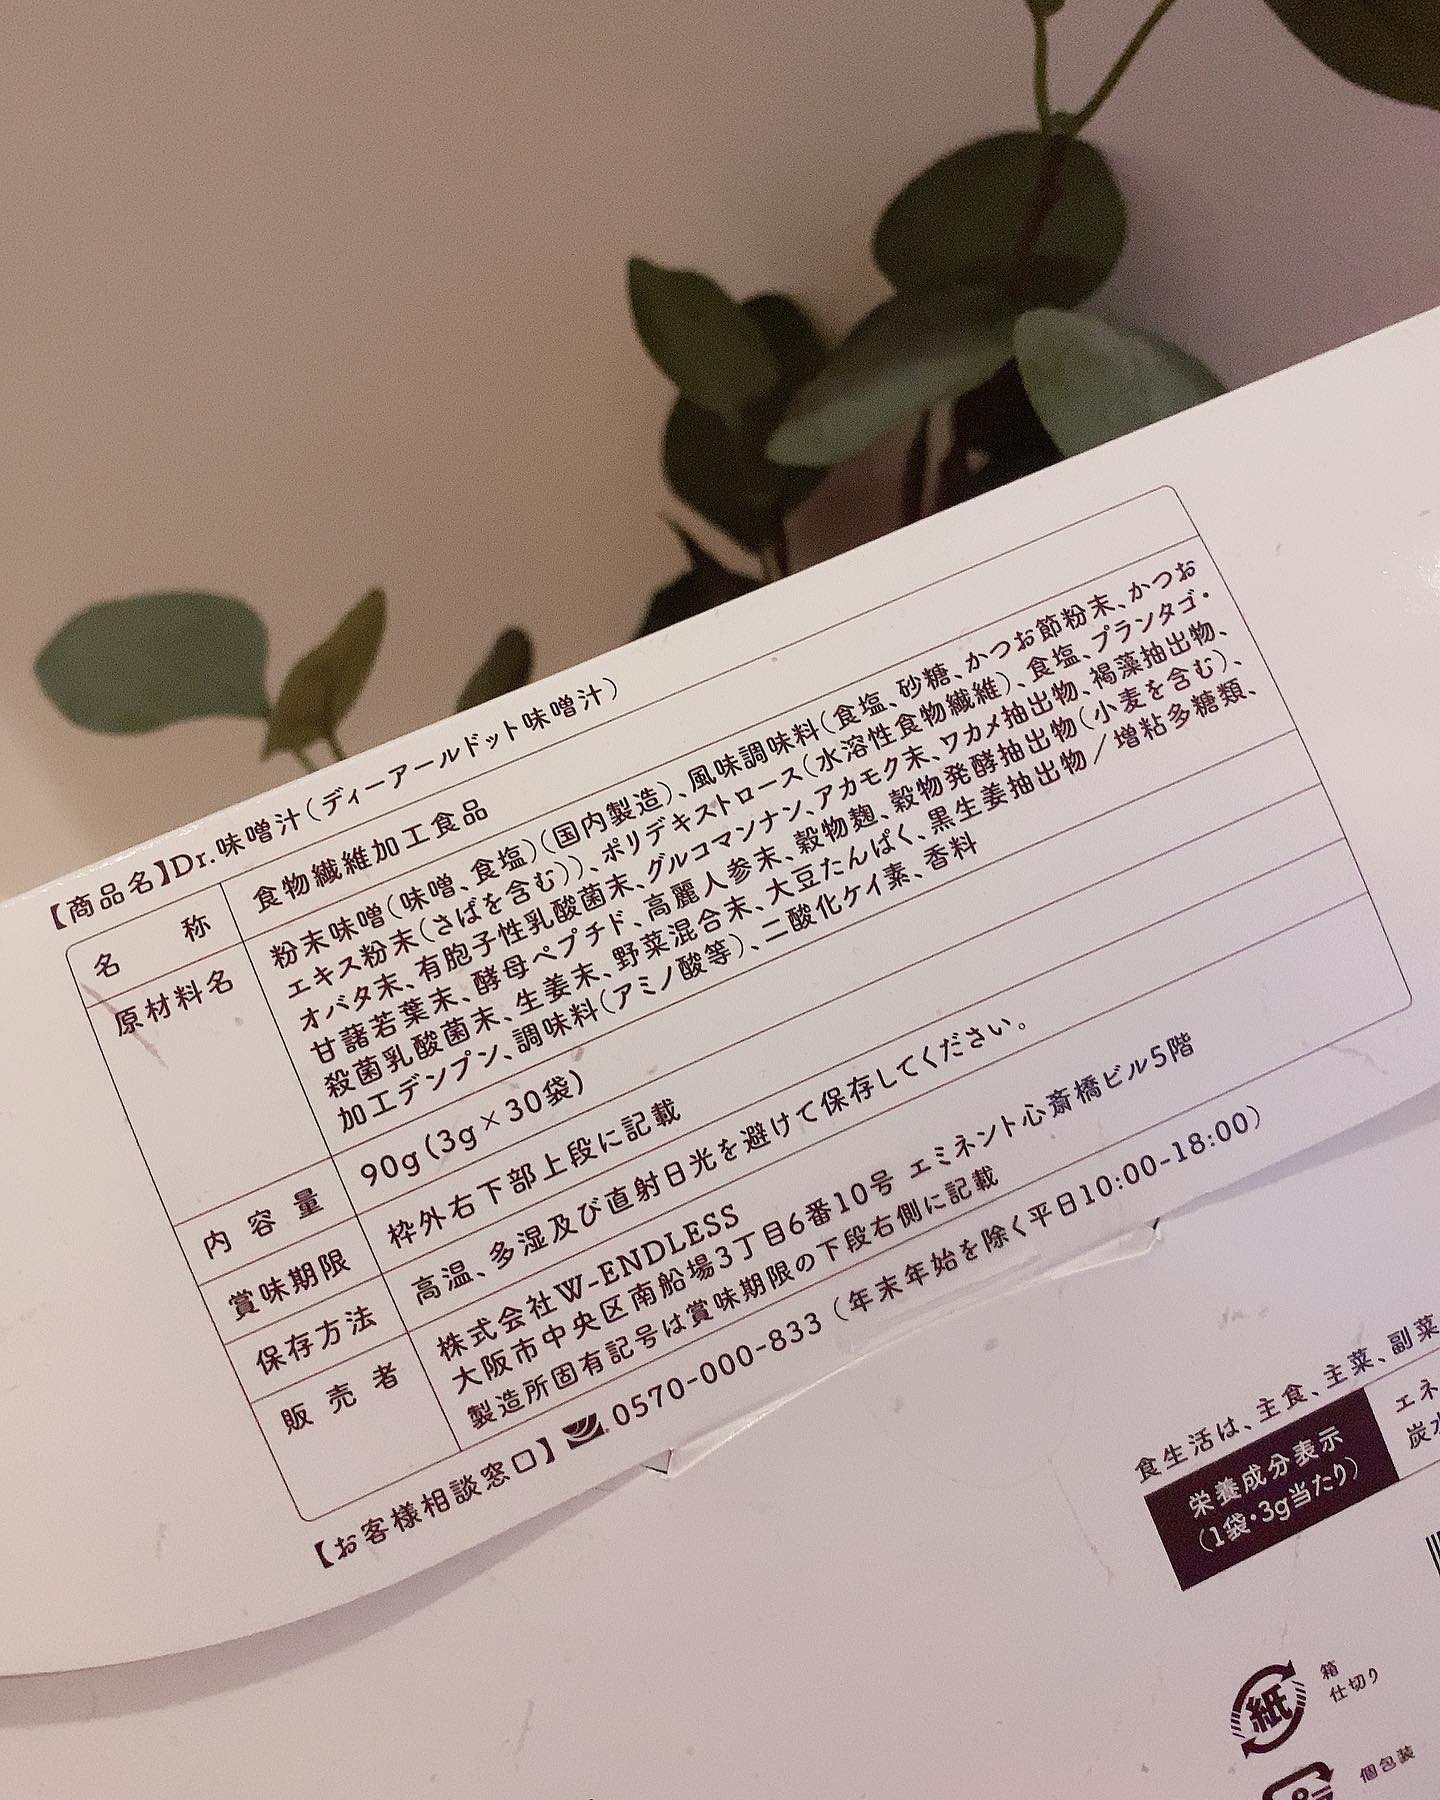 【商品名】Dr.味噌汁(ディーアールドット味噌汁)
名 称 食物繊維加工食品
原材料名 粉末味噌(味噌、食塩)(国内製造)、風味調味料(食塩、砂糖、かつお節粉末、かつお
エキス粉末(さばを含む))、ポリデキストロース(水溶性食物繊維)、食塩、プランタゴ・
オバタ末、有胞子性乳酸菌末、グルコマンナン、アカモク末、ワカメ抽出物、褐藻抽出物、
甘藷若葉末、酵母ペプチド、高麗人参末、穀物麹、穀物発酵抽出物(小麦を含む)、
殺菌乳酸菌末、生姜末、野菜混合末、大豆たんぱく、黒生姜抽出物/増粘多糖類、
加工デンプン、調味料(アミノ酸等)、二酸化ケイ素、香料
内 容 量 90g(3g×30袋)
賞味期限 枠外右下部上段に記載
保存方法 高温、多湿及び直射日光を避けて保存してください。
販 売 者 株式会社W-ENDLESS
大阪市中央区南船場3丁目6番10号 エミネント心斎橋ビル5階
製造所固有記号は賞味期限の下段右側に記載
【お客様相談窓口】 0570-000-833 (年末年始を除く平日10:00-18:00)
食生活は、主食、主菜、副菜
栄養成分表示
(1袋・3g当たり)
エネ
炭水
紙
箱
仕切り
個包装